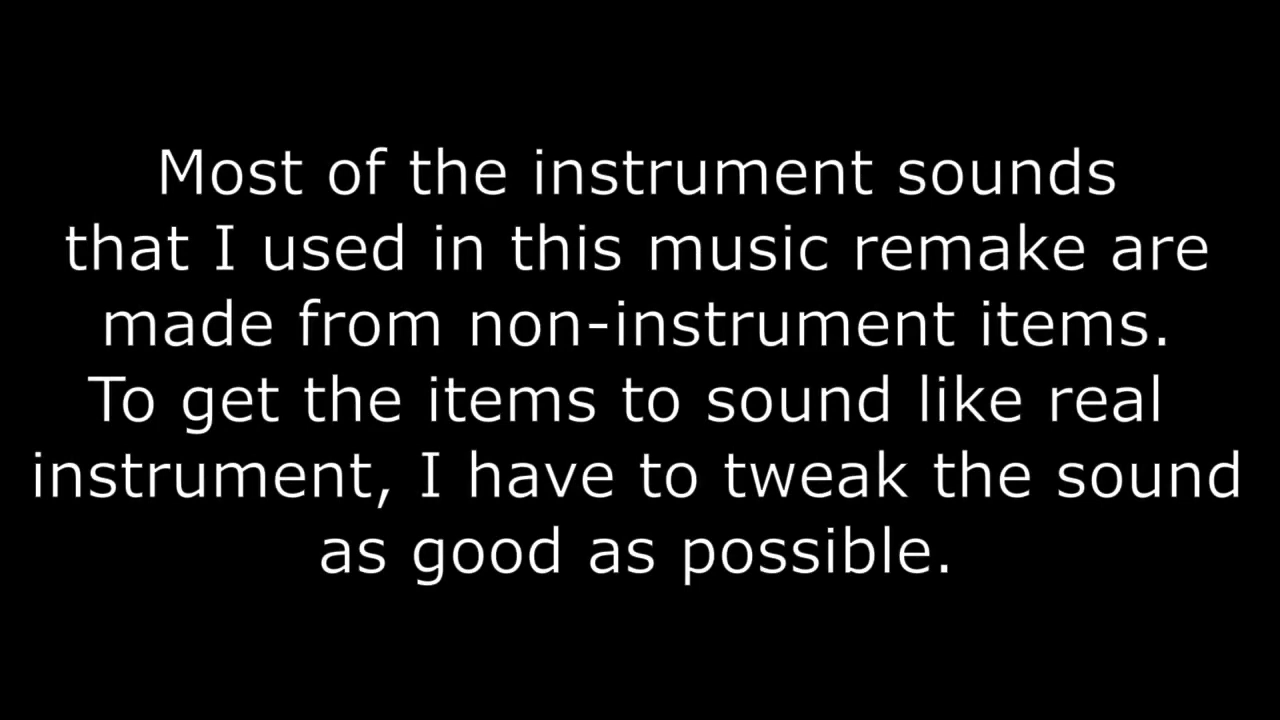 Most of the instrument sounds
that I used in this music remake are
made from non-instrument items.
To get the items to sound like real
instrument, I have to tweak the sound
as good as possible.